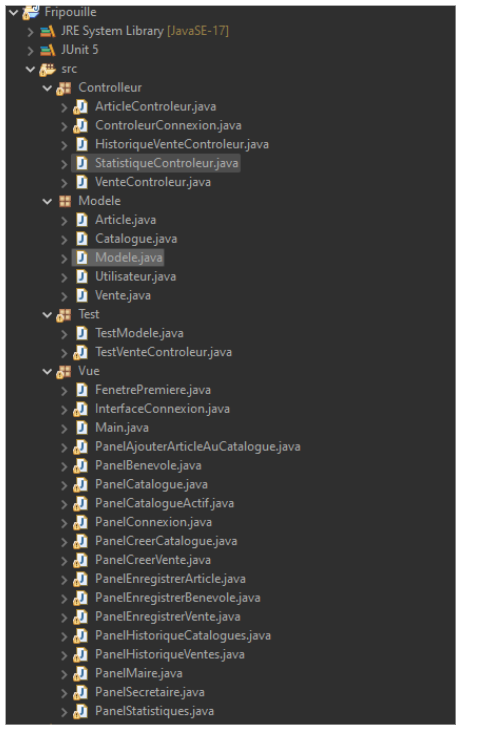 Fripouille
JRE System Library [JavaSE-17]
JUnit 5
src
Controlleur
ArticleControleur.java
ControleurConnexion.java
HistoriqueVenteControleur.java
StatistiqueControleur.java
VenteControleur.java
Modele
Article.java
Catalogue.java
Modele.java
Utilisateur.java
Vente.java
Test
TestModele.java
TestVenteControleur.java
Vue
FenetrePremiere.java
InterfaceConnexion.java
Main.java
PanelAjouterArticleAuCatalogue.java
PanelBenevole.java
PanelCatalogue.java
PanelCatalogueActif.java
PanelConnexion.java
PanelCreerCatalogue.java
PanelCreerVente.java
PanelEnregistrerArticle.java
PanelEnregistrerBenevole.java
PanelEnregistrerVente.java
PanelHistoriqueCatalogues.java
PanelHistoriqueVentes.java
PanelMaire.java
PanelSecretaire.java
PanelStatistiques.java